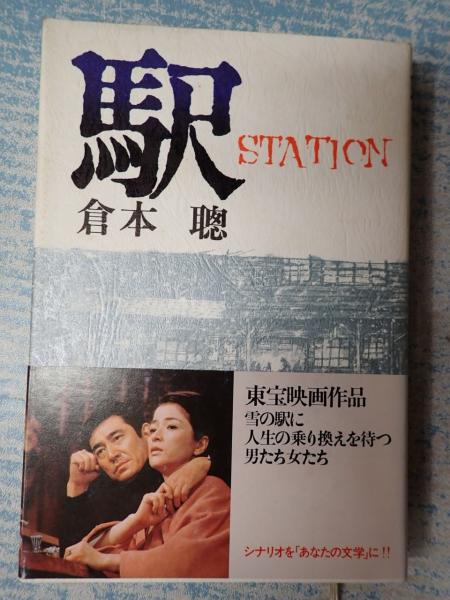 駅
STATION
倉本 聰
東宝映画作品
雪の駅に
人生の乗り換えを待つ
男たち女たち
シナリオを「あなたの文学」に!!